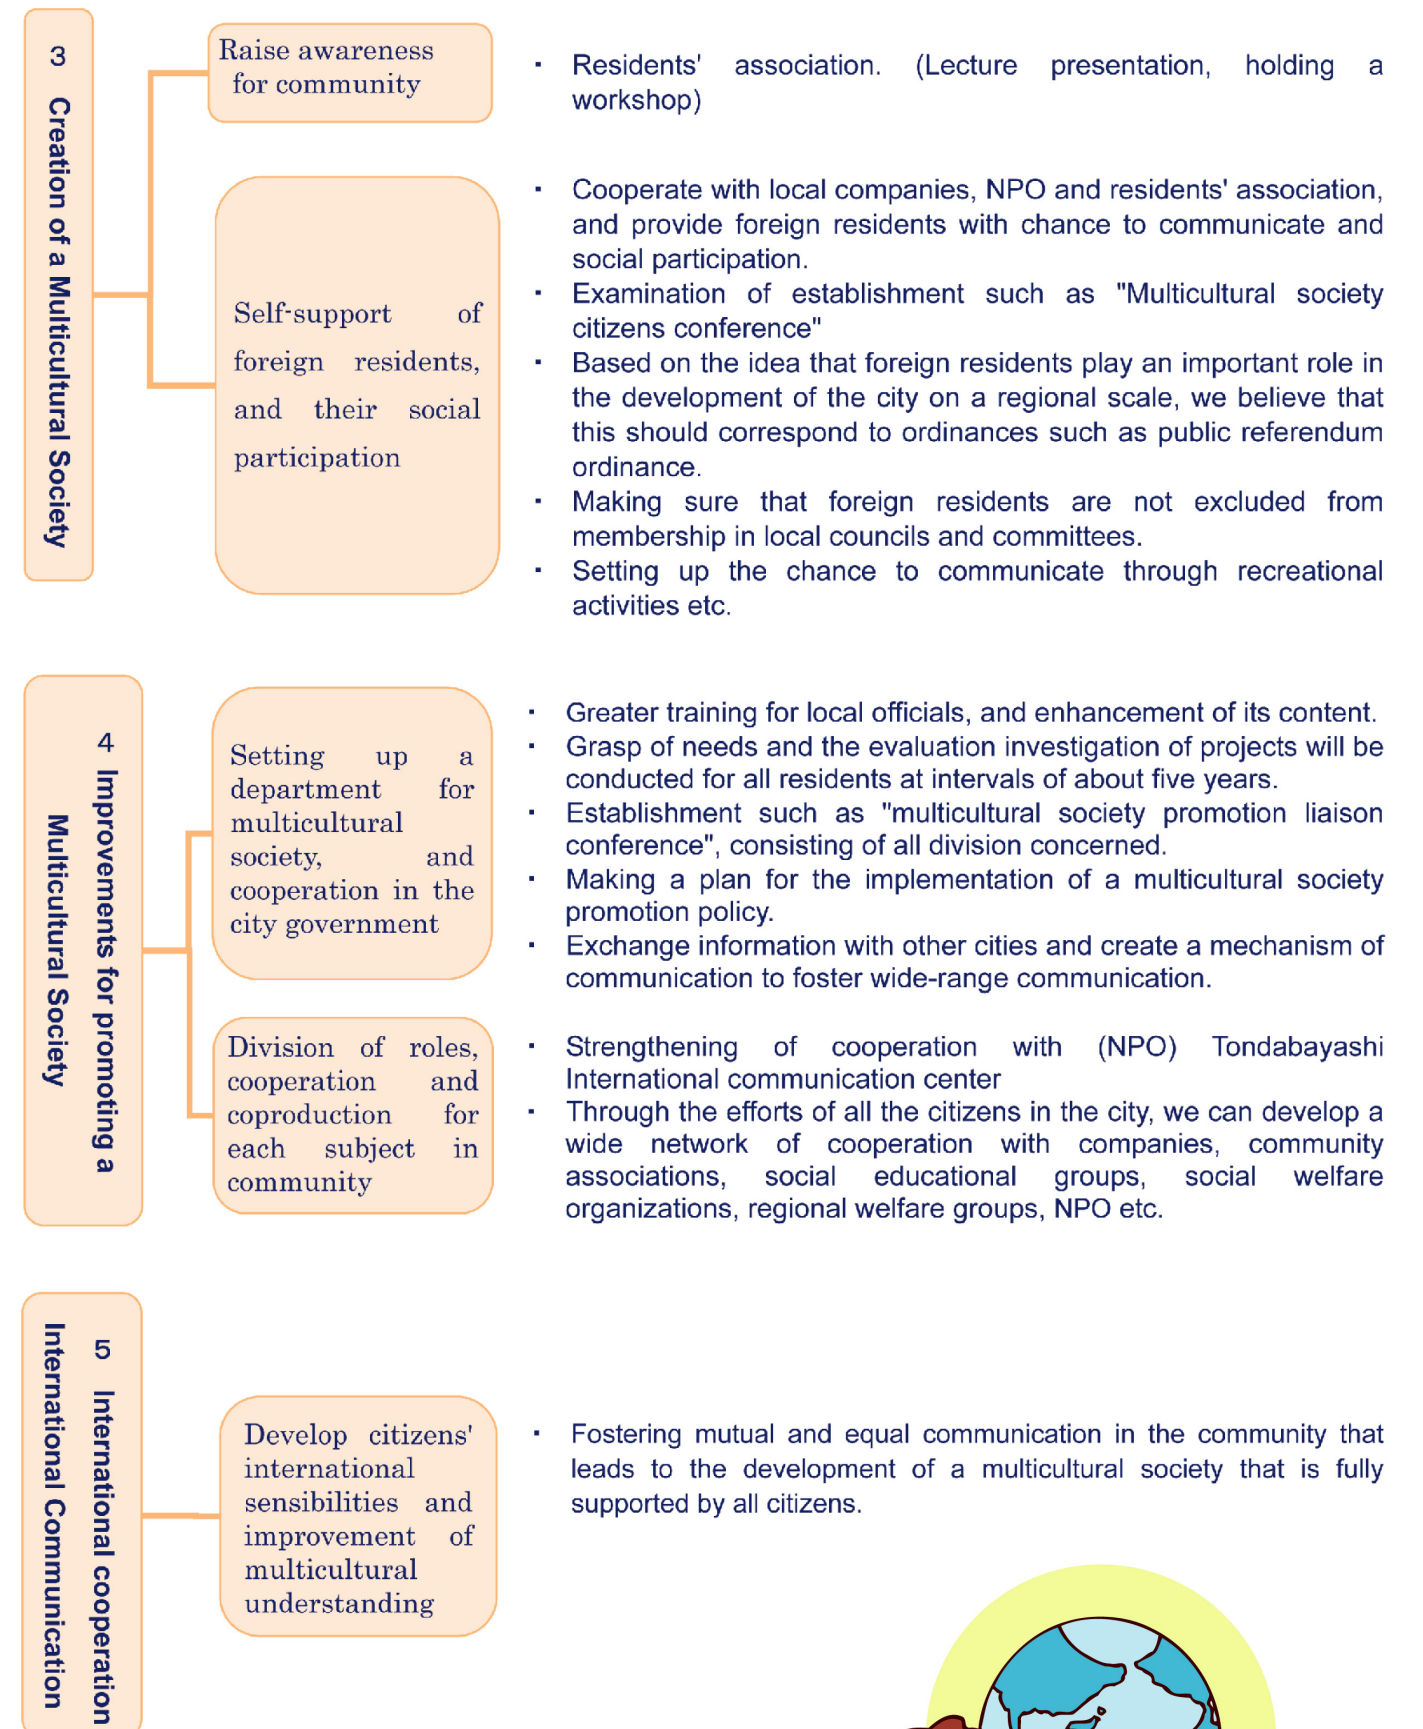 3 Creation of a Multicultural Society
Raise awareness
for community
· Residents' association. (Lecture presentation, holding a
workshop)
Self-support of
foreign residents,
and their social
participation
· Cooperate with local companies, NPO and residents' association,
and provide foreign residents with chance to communicate and
social participation.
· Examination of establishment such as "Multicultural society
citizens conference"
· Based on the idea that foreign residents play an important role in
the development of the city on a regional scale, we believe that
this should correspond to ordinances such as public referendum
ordinance.
· Making sure that foreign residents are not excluded from
membership in local councils and committees.
· Setting up the chance to communicate through recreational
activities etc.
4 Improvements for promoting a
Multicultural Society
Setting up a
department for
multicultural
society, and
cooperation in the
city government
· Greater training for local officials, and enhancement of its content.
· Grasp of needs and the evaluation investigation of projects will be
conducted for all residents at intervals of about five years.
· Establishment such as "multicultural society promotion liaison
conference", consisting of all division concerned.
· Making a plan for the implementation of a multicultural society
promotion policy.
· Exchange information with other cities and create a mechanism of
communication to foster wide-range communication.
Division of roles,
cooperation and
coproduction for
each subject in
community
· Strengthening of cooperation with (NPO) Tondabayashi
International communication center
· Through the efforts of all the citizens in the city, we can develop a
wide network of cooperation with companies, community
associations, social educational groups, social welfare
organizations, regional welfare groups, NPO etc.
5 International cooperation
International Communication
Develop citizens'
international
sensibilities and
improvement of
multicultural
understanding
· Fostering mutual and equal communication in the community that
leads to the development of a multicultural society that is fully
supported by all citizens.